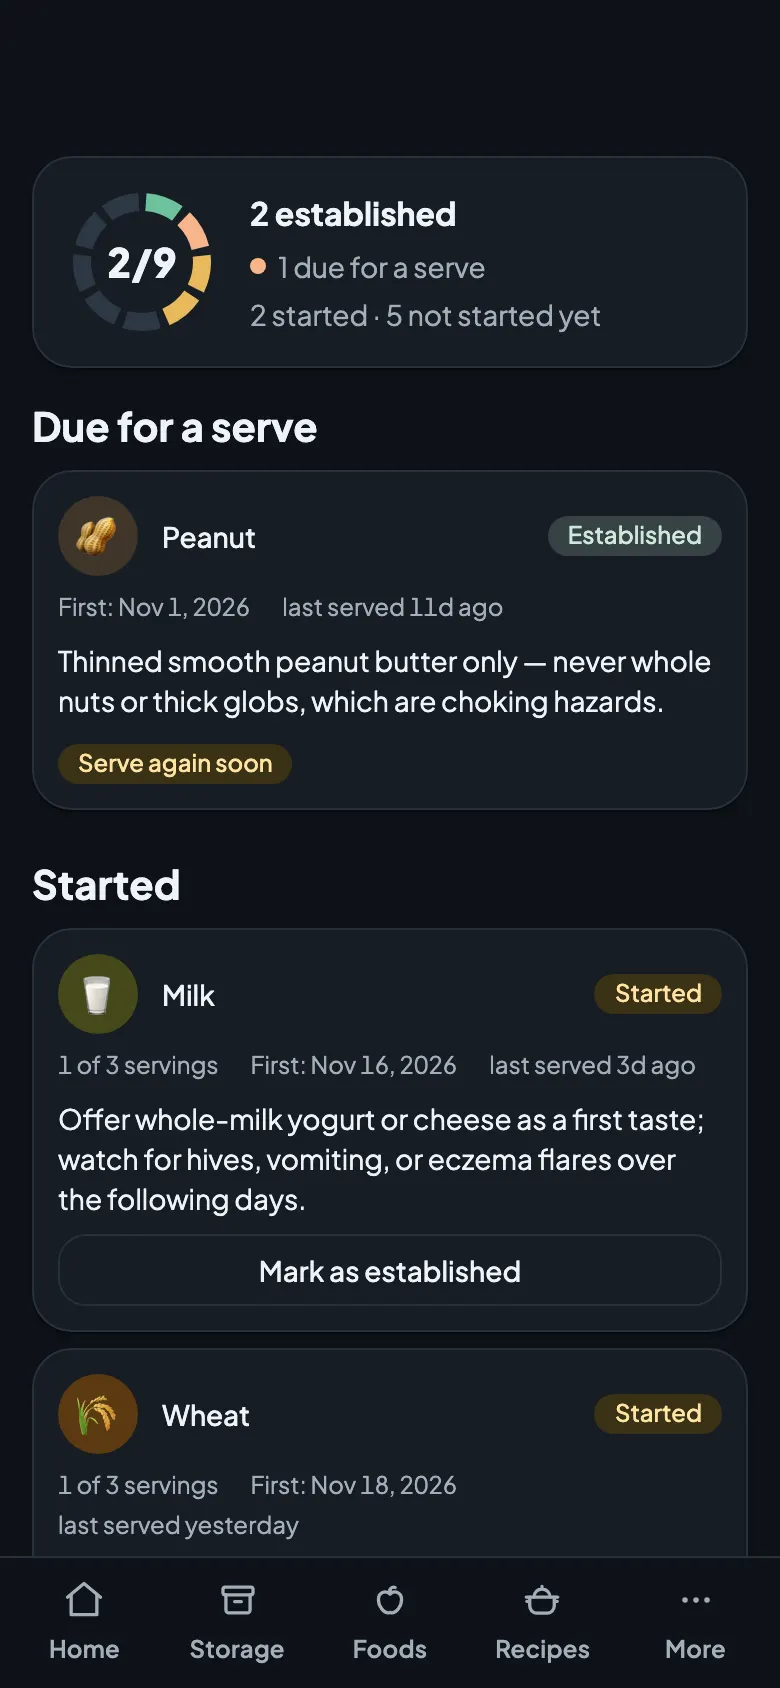 2/9
2 established
1 due for a serve
2 started · 5 not started yet
Due for a serve
Peanut
Established
First: Nov 1, 2026 last served 11d ago
Thinned smooth peanut butter only — never whole
nuts or thick globs, which are choking hazards.
Serve again soon
Started
Milk
Started
1 of 3 servings First: Nov 16, 2026 last served 3d ago
Offer whole-milk yogurt or cheese as a first taste;
watch for hives, vomiting, or eczema flares over
the following days.
Mark as established
Wheat
Started
1 of 3 servings First: Nov 18, 2026
last served yesterday
Home Storage Foods Recipes More